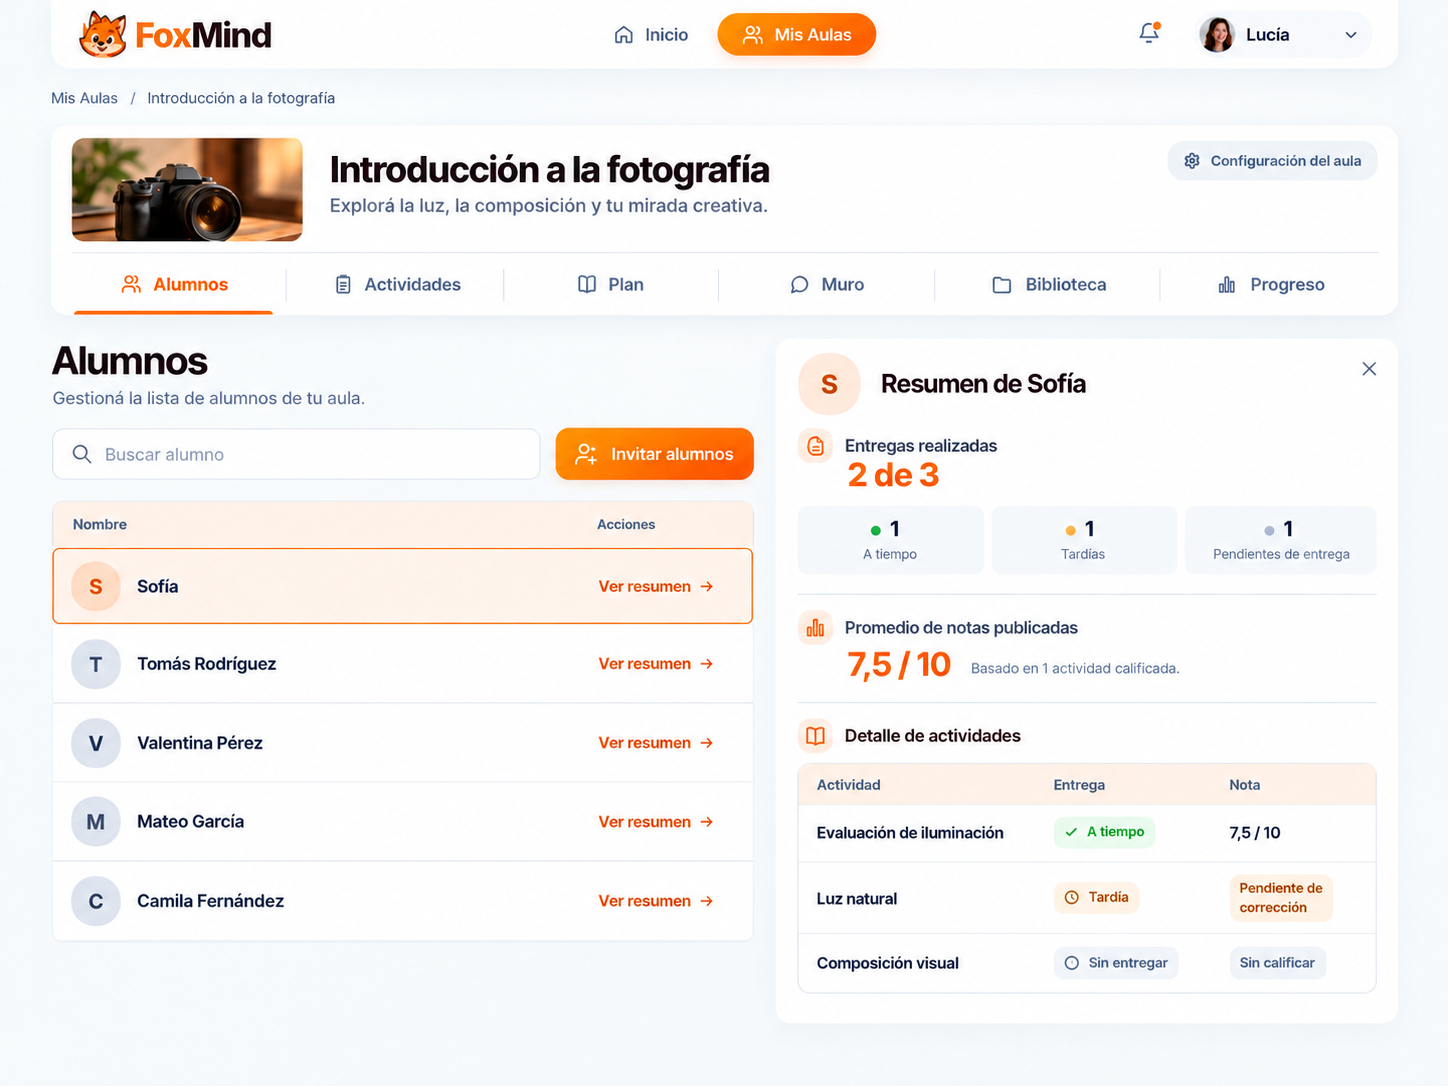 FoxMind
Inicio
Mis Aulas
Lucía
Mis Aulas / Introducción a la fotografía
Introducción a la fotografía
Explorá la luz, la composición y tu mirada creativa.
Configuración del aula
Alumnos
Actividades
Plan
Muro
Biblioteca
Progreso
Alumnos
Gestioná la lista de alumnos de tu aula.
Buscar alumno
Invitar alumnos
Nombre Acciones
S Sofía Ver resumen →
T Tomás Rodríguez Ver resumen →
V Valentina Pérez Ver resumen →
M Mateo García Ver resumen →
C Camila Fernández Ver resumen →
S Resumen de Sofía
Entregas realizadas
2 de 3
1
A tiempo
1
Tardías
1
Pendientes de entrega
Promedio de notas publicadas
7,5 / 10 Basado en 1 actividad calificada.
Detalle de actividades
Actividad Entrega Nota
Evaluación de iluminación A tiempo 7,5 / 10
Luz natural Tardía Pendiente de
corrección
Composición visual Sin entregar Sin calificar